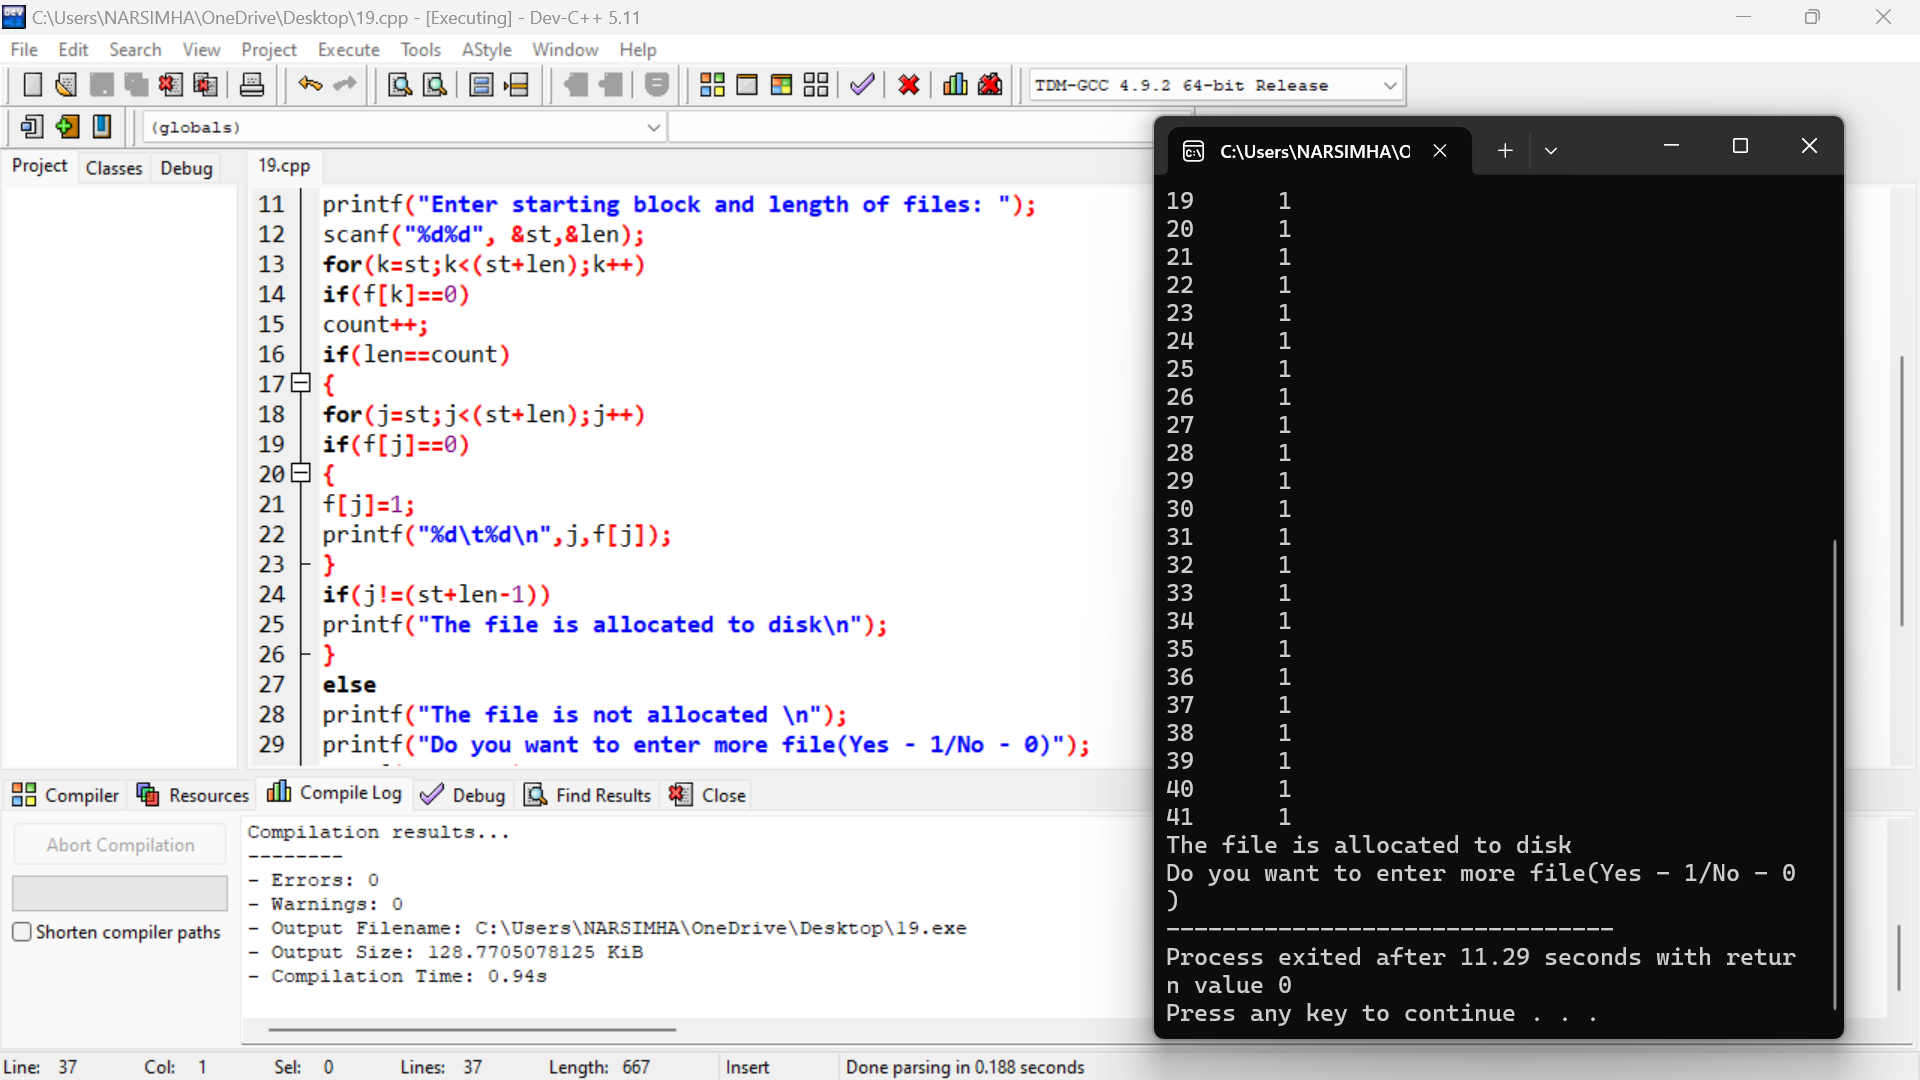 C:\Users\NARSIMHA\OneDrive\Desktop\19.cpp - [Executing] - Dev-C++ 5.11
File Edit Search View Project Execute Tools AStyle Window Help
TDM-GCC 4.9.2 64-bit Release
(globals)
Project Classes Debug
19.cpp
11 printf("Enter starting block and length of files: ");
12 scanf("%d%d", &st,&len);
13 for(k=st;k<(st+len);k++)
14 if(f[k]==0)
15 count++;
16 if(len==count)
17 {
18 for(j=st;j<(st+len);j++)
19 if(f[j]==0)
20 {
21 f[j]=1;
22 printf("%d\t%d\n",j,f[j]);
23 }
24 if(j!=(st+len-1))
25 printf("The file is allocated to disk\n");
26 }
27 else
28 printf("The file is not allocated \n");
29 printf("Do you want to enter more file(Yes - 1/No - 0)");
C:\Users\NARSIMHA\O
19 1
20 1
21 1
22 1
23 1
24 1
25 1
26 1
27 1
28 1
29 1
30 1
31 1
32 1
33 1
34 1
35 1
36 1
37 1
38 1
39 1
40 1
41 1
The file is allocated to disk
Do you want to enter more file(Yes - 1/No - 0
)
--------------------------------
Process exited after 11.29 seconds with retur
n value 0
Press any key to continue . . .
Compiler Resources Compile Log Debug Find Results Close
Abort Compilation
Shorten compiler paths
Compilation results...
--------
- Errors: 0
- Warnings: 0
- Output Filename: C:\Users\NARSIMHA\OneDrive\Desktop\19.exe
- Output Size: 128.7705078125 KiB
- Compilation Time: 0.94s
Line: 37 Col: 1 Sel: 0 Lines: 37 Length: 667 Insert Done parsing in 0.188 seconds